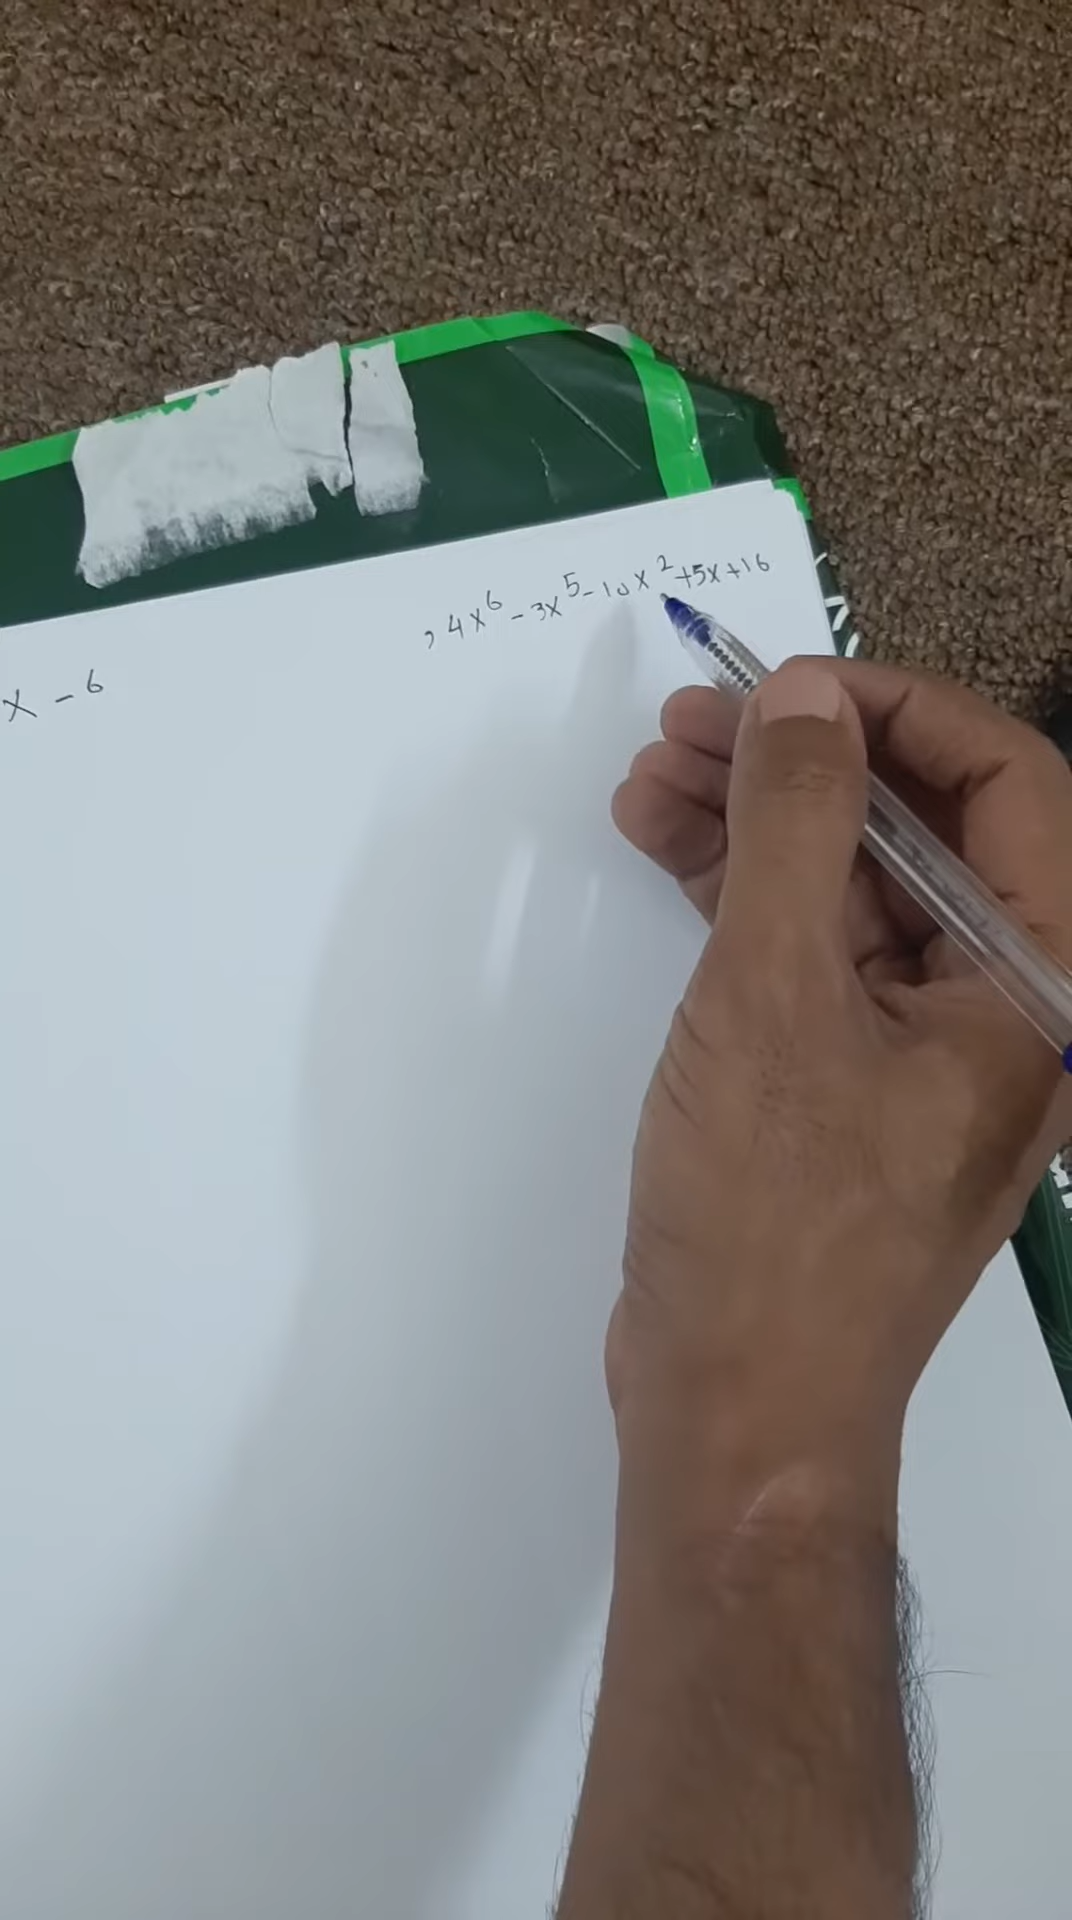 , 4x⁶ - 3x⁵ - 10x² + 5x + 16
x - 6